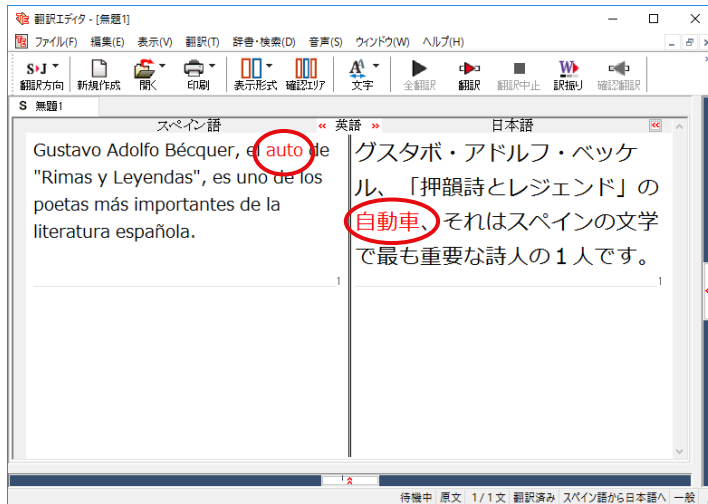 翻訳エディタ - [無題1]
ファイル(F) 編集(E) 表示(V) 翻訳(T) 辞書・検索(D) 音声(S) ウィンドウ(W) ヘルプ(H)
S J
翻訳方向 新規作成 開く 印刷 表示形式 確認エリア 文字 全翻訳 翻訳 翻訳中止 訳振り 確認翻訳
S 無題1
スペイン語 « 英語 » 日本語 «
Gustavo Adolfo Bécquer, el auto de
"Rimas y Leyendas", es uno de los
poetas más importantes de la
literatura española.
1
グスタボ・アドルフ・ベッケ
ル、「押韻詩とレジェンド」の
自動車、それはスペインの文学
で最も重要な詩人の１人です。
1
待機中 原文 1/1文 翻訳済み スペイン語から日本語へ 一般